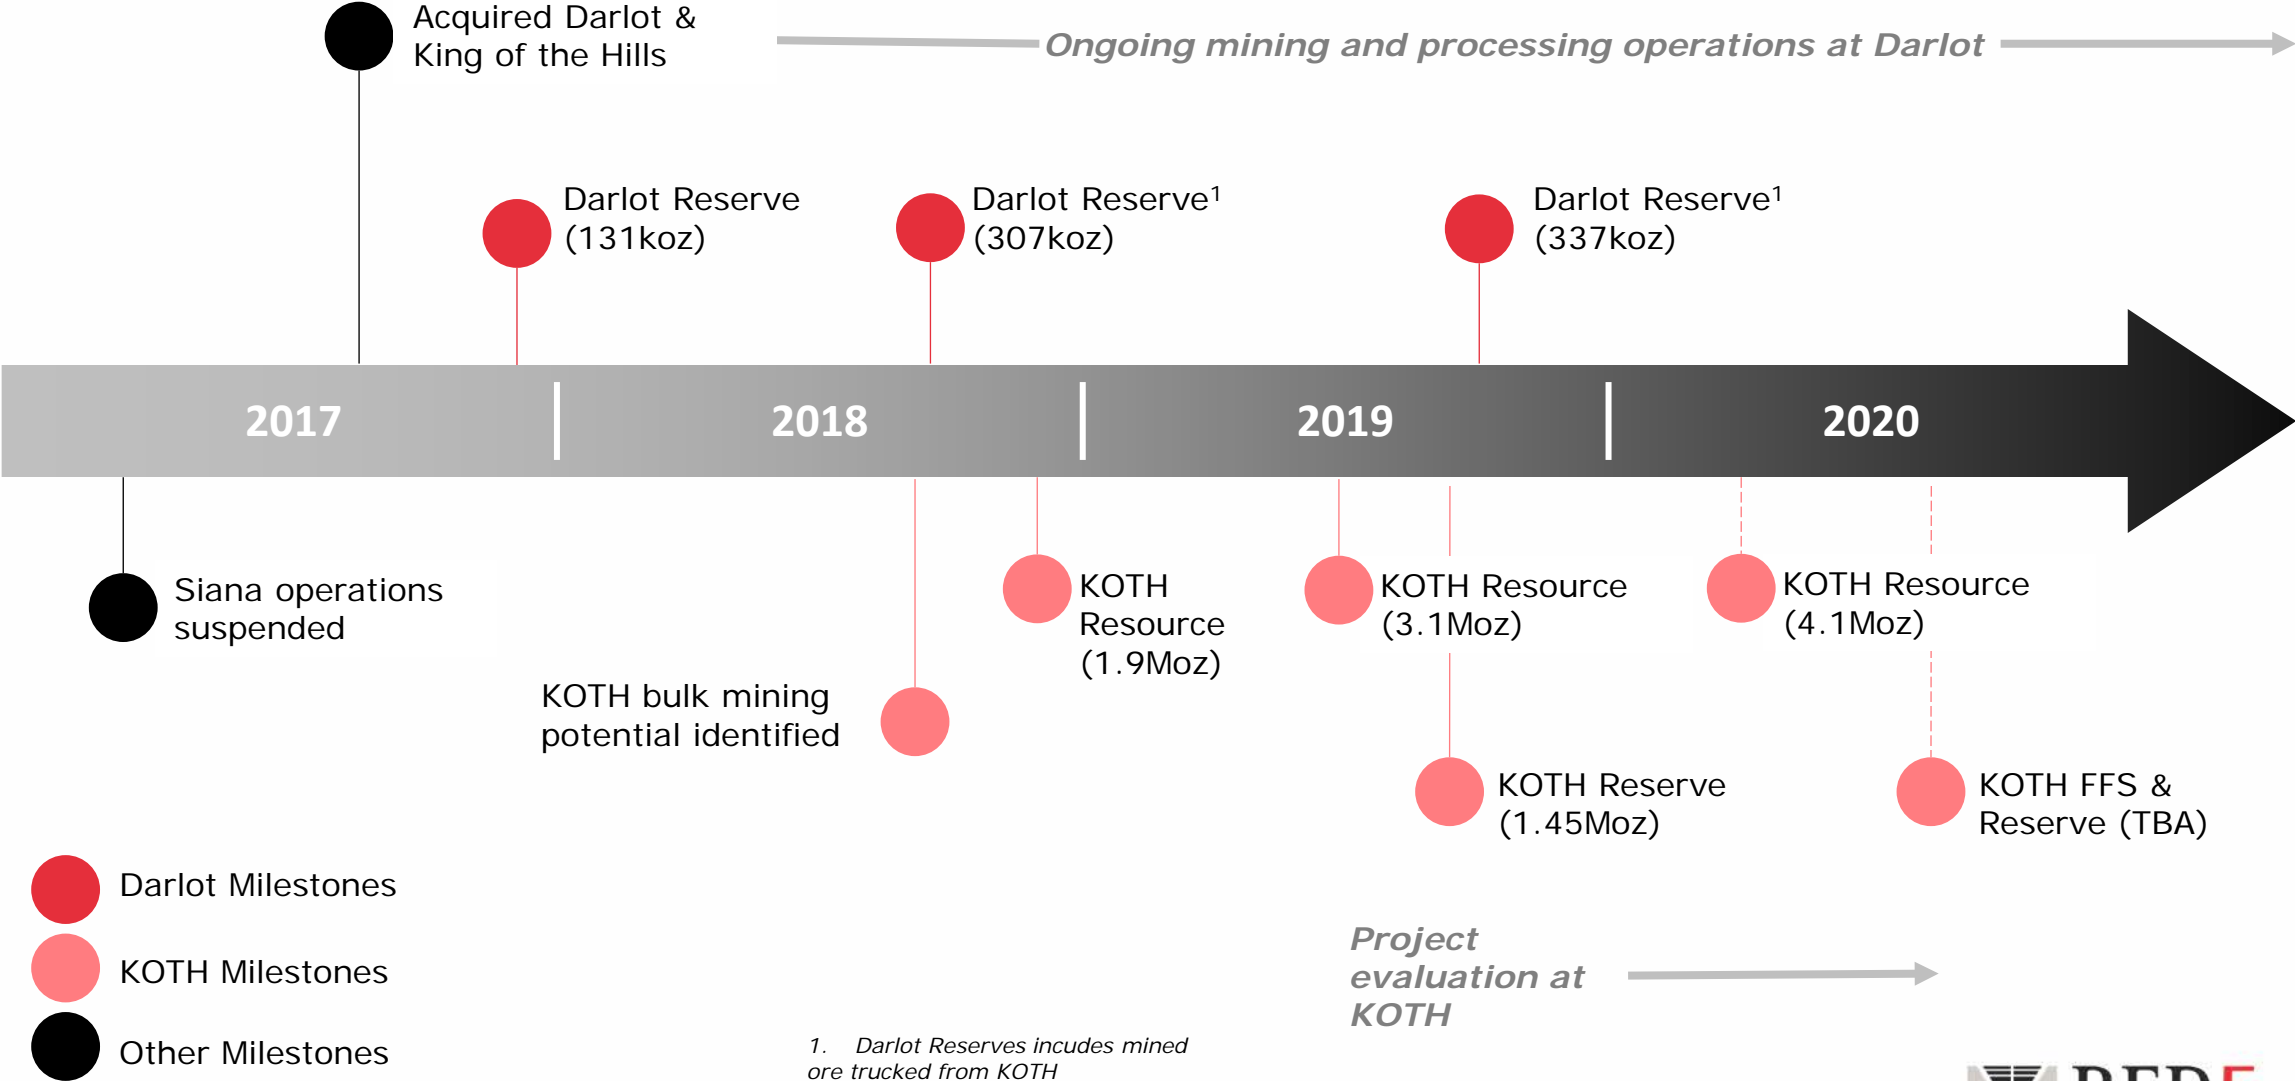 Acquired Darlot &
King of the Hills
Ongoing mining and processing operations at Darlot
Darlot Reserve
(131koz)
Darlot Reserve¹
(307koz)
Darlot Reserve¹
(337koz)
2017
2018
2019
2020
Siana operations
suspended
KOTH bulk mining
potential identified
KOTH
Resource
(1.9Moz)
KOTH Resource
(3.1Moz)
KOTH Reserve
(1.45Moz)
KOTH Resource
(4.1Moz)
KOTH FFS &
Reserve (TBA)
Darlot Milestones
KOTH Milestones
Other Milestones
Project
evaluation at
KOTH
1. Darlot Reserves incudes mined
ore trucked from KOTH